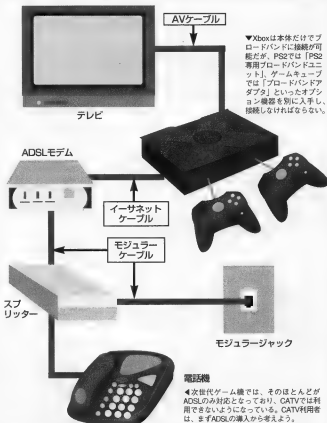 AVケーブル
▼Xboxは本体だけでブ
ロードバンドに接続が可
能だが、PS2では「PS2
専用ブロードバンドユニ
ット」、ゲームキューブ
では「ブロードバンドア
ダプタ」といったオプシ
ョン機器を別に入手し、
接続しなければならない。
テレビ
ADSLモデム
イーサネット
ケーブル
モジュラー
ケーブル
スプ
リッター
モジュラージャック
電話機
◀次世代ゲーム機では、そのほとんどが
ADSLのみ対応となっており、CATVでは利
用できないようになっている。CATV利用者
は、まずADSLの導入から考えよう。